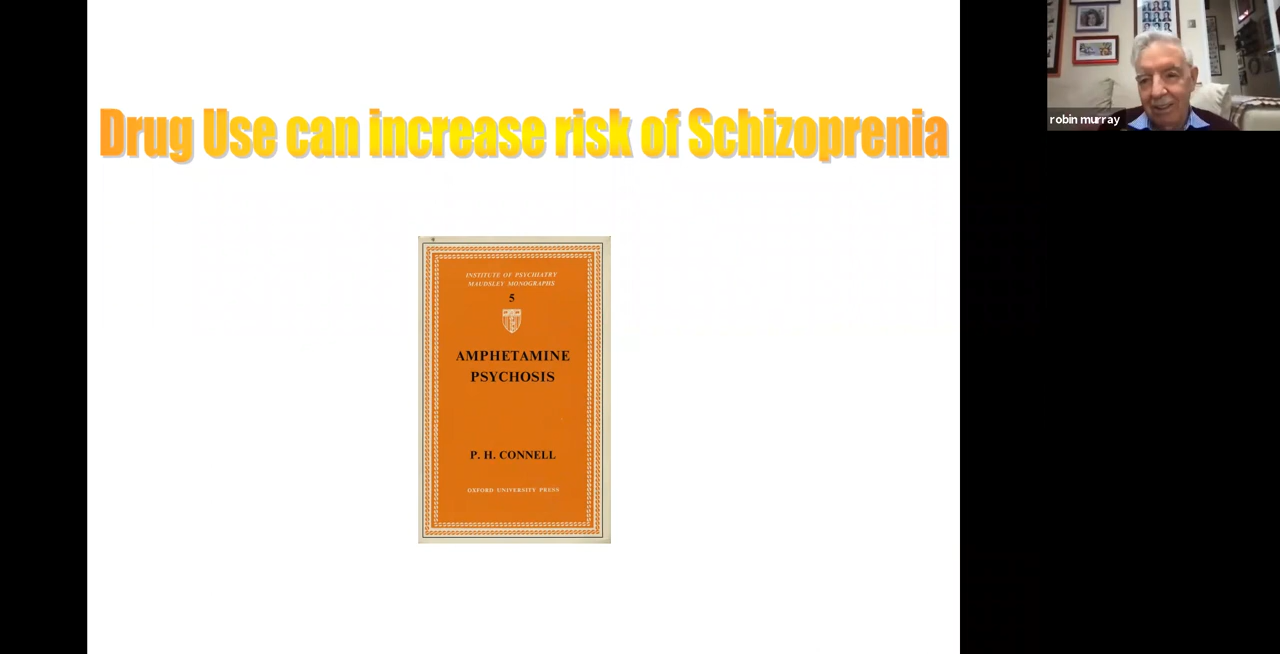 Drug Use can increase risk of Schizoprenia
INSTITUTE OF PSYCHIATRY
MAUDSLEY MONOGRAPHS
5
AMPHETAMINE
PSYCHOSIS
P. H. CONNELL
OXFORD UNIVERSITY PRESS
robin murray